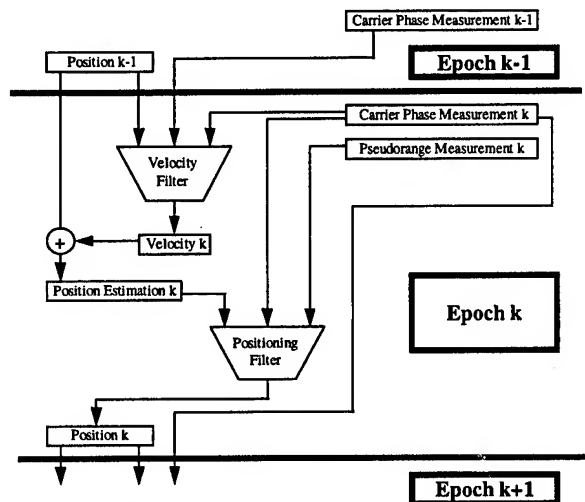 Carrier Phase Measurement k-1
Position k-1
Epoch k-1
Carrier Phase Measurement k
Pseudorange Measurement k
Velocity
Filter
+
Velocity k
Position Estimation k
Epoch k
Positioning
Filter
Position k
Epoch k+1